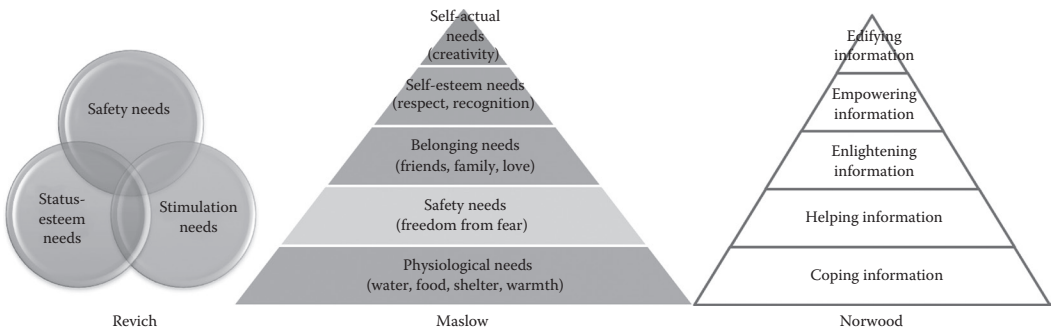 Safety needs
Status-
esteem
needs
Stimulation
needs
Revich
Self-actual
needs
(creativity)
Self-esteem needs
(respect, recognition)
Belonging needs
(friends, family, love)
Safety needs
(freedom from fear)
Physiological needs
(water, food, shelter, warmth)
Maslow
Edifying
information
Empowering
information
Enlightening
information
Helping information
Coping information
Norwood